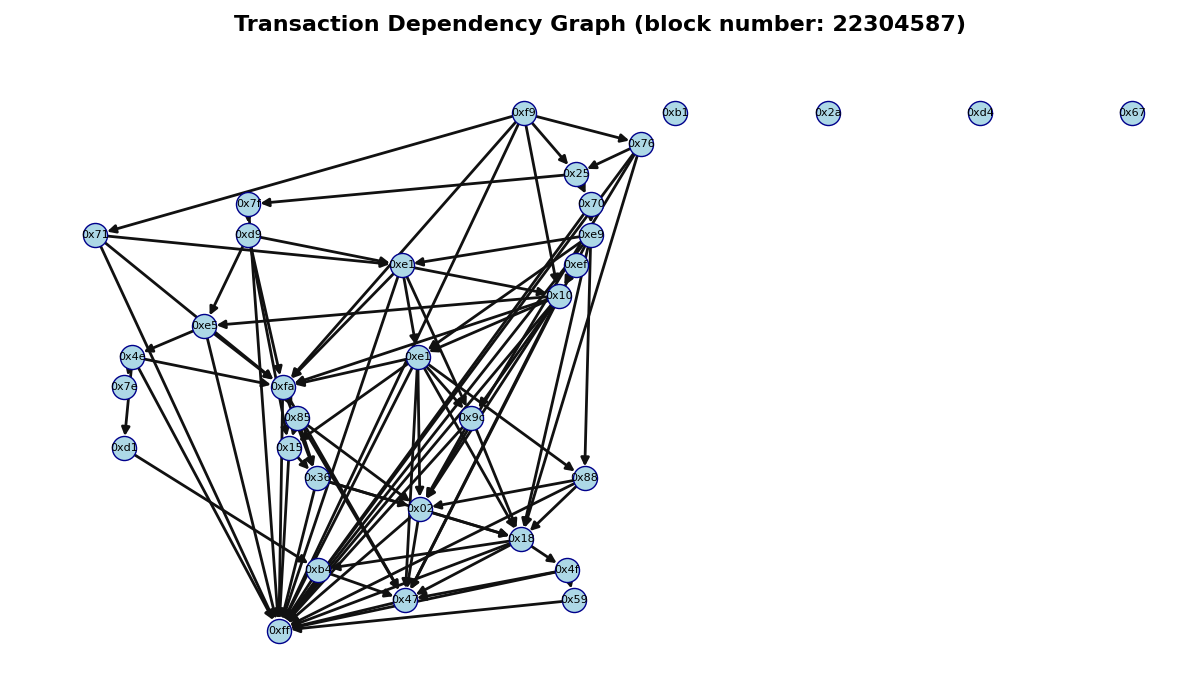 Transaction Dependency Graph (block number: 22304587)
0xf9
0xb1
0x2a
0xd4
0x67
0x76
0x25
0x7f
0x70
0x71
0xd9
0xe9
0xe1
0xef
0x10
0xe5
0x4e
0xe1
0x7e
0xfa
0x85
0x9c
0xd1
0x15
0x36
0x88
0x02
0x18
0xb4
0x4f
0x47
0x59
0xff